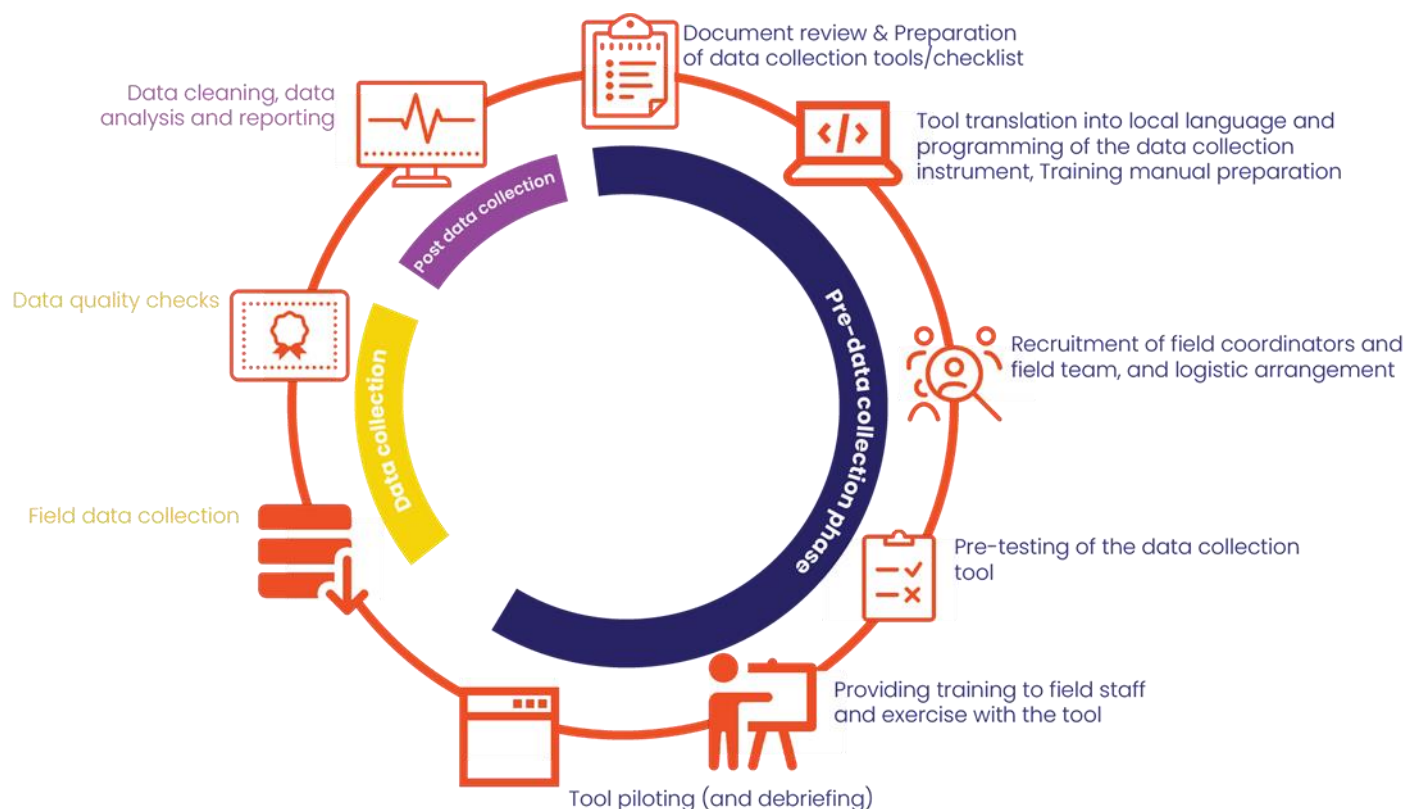 Document review & Preparation
of data collection tools/checklist
Tool translation into local language and
programming of the data collection
instrument, Training manual preparation
Recruitment of field coordinators and
field team, and logistic arrangement
Pre-testing of the data collection
tool
Providing training to field staff
and exercise with the tool
Tool piloting (and debriefing)
Field data collection
Data quality checks
Data cleaning, data
analysis and reporting
Pre-data collection phase
Data collection
Post data collection